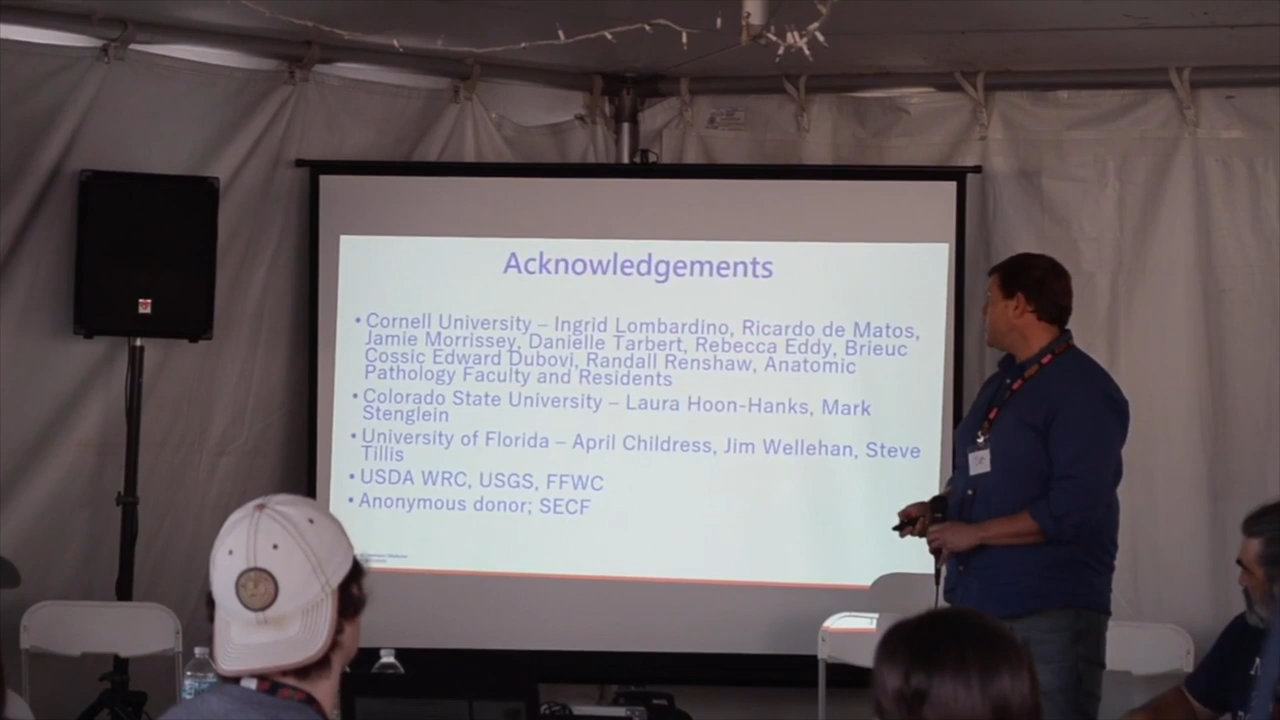 Acknowledgements
• Cornell University – Ingrid Lombardino, Ricardo de Matos,
Jamie Morrissey, Danielle Tarbert, Rebecca Eddy, Brieuc
Cossic Edward Dubovi, Randall Renshaw, Anatomic
Pathology Faculty and Residents
• Colorado State University – Laura Hoon-Hanks, Mark
Stenglein
• University of Florida – April Childress, Jim Wellehan, Steve
Tillis
• USDA WRC, USGS, FFWC
• Anonymous donor; SECF